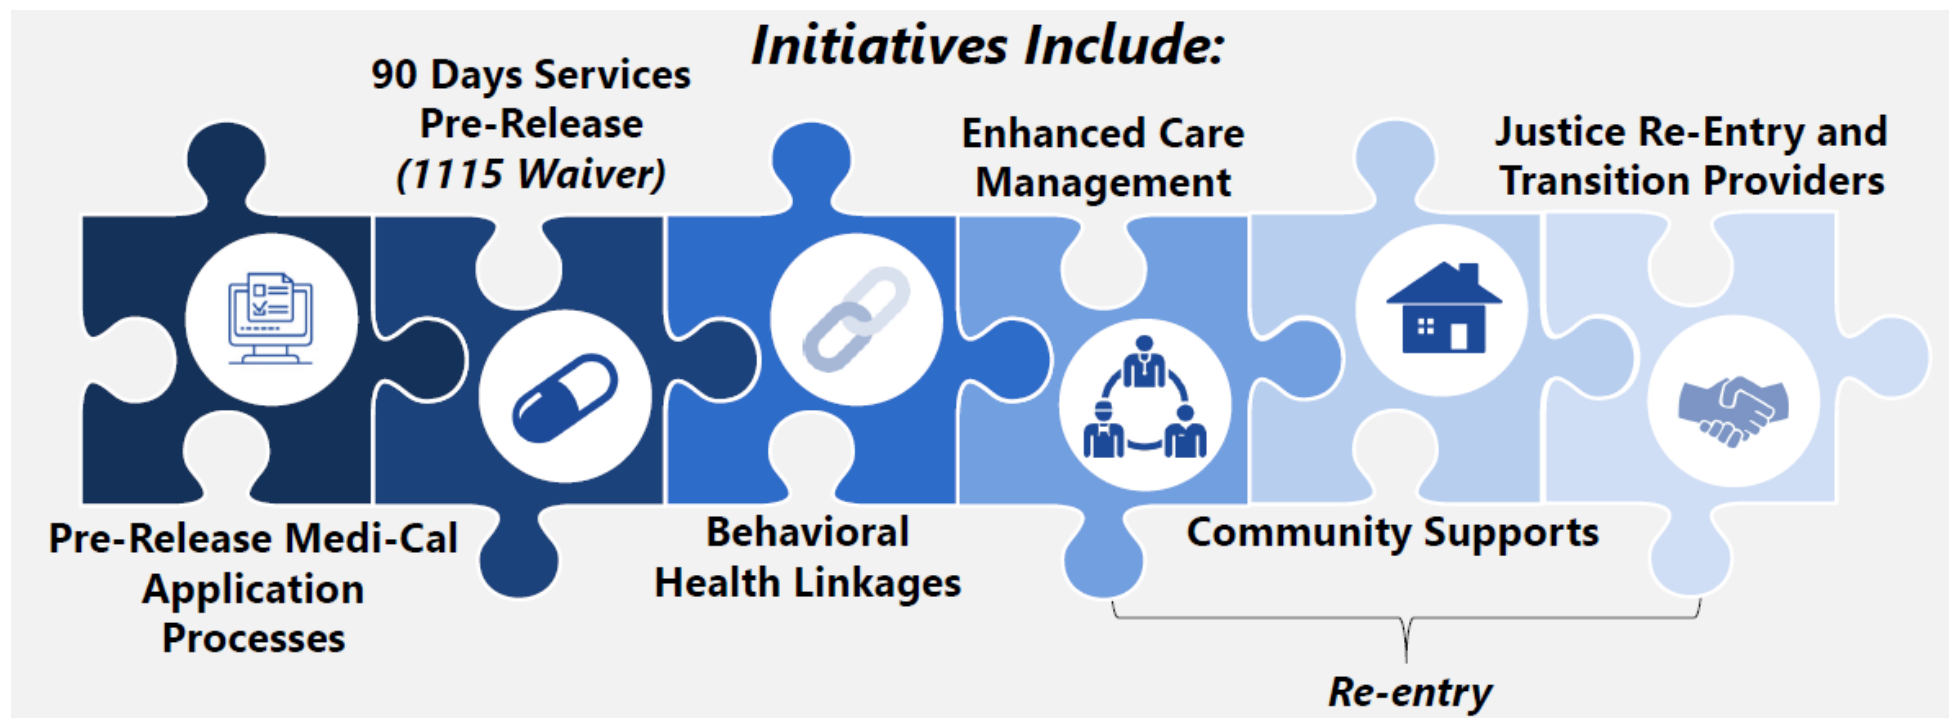 Initiatives Include:
Pre-Release Medi-Cal
Application
Processes
90 Days Services
Pre-Release
(1115 Waiver)
Behavioral
Health Linkages
Enhanced Care
Management
Community Supports
Justice Re-Entry and
Transition Providers
Re-entry